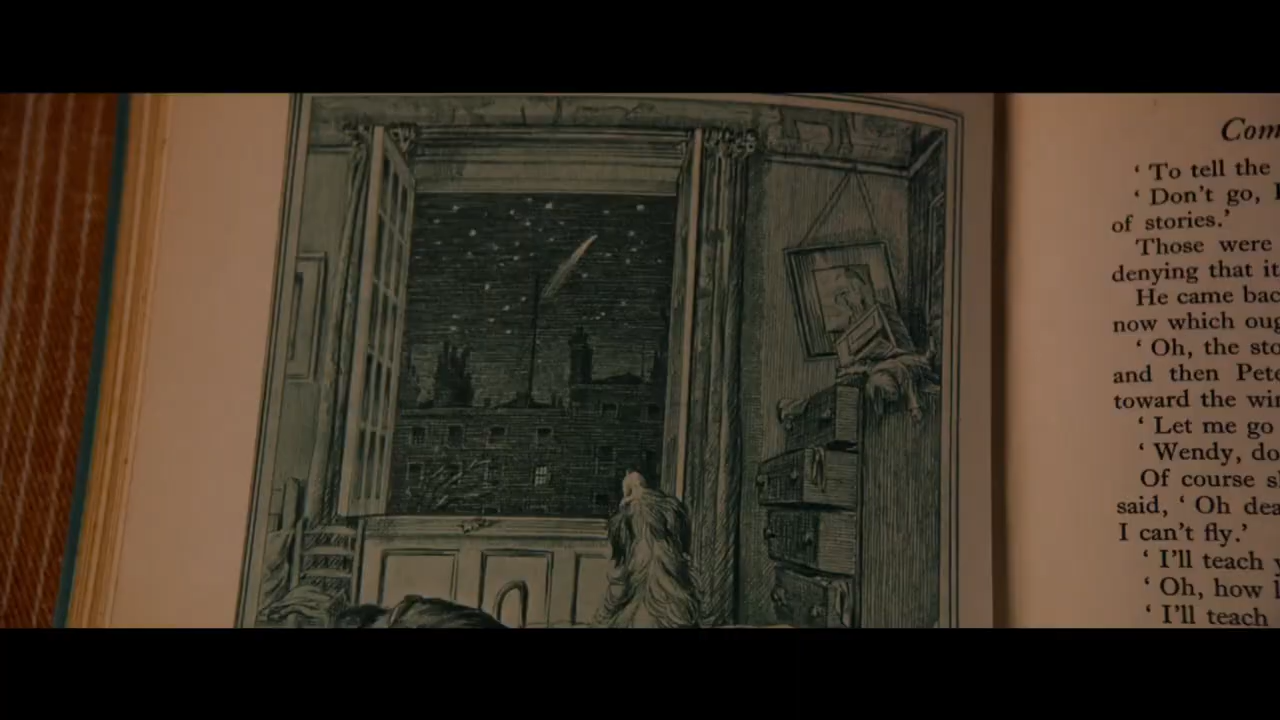 Com
‘ To tell the
‘ Don't go,
of stories.’
Those were
denying that it
He came bac
now which oug
‘ Oh, the sto
and then Pete
toward the win
‘ Let me go
‘ Wendy, do
Of course s
said, ‘ Oh dea
I can't fly.’
‘ I'll teach
‘ Oh, how
‘ I'll teach